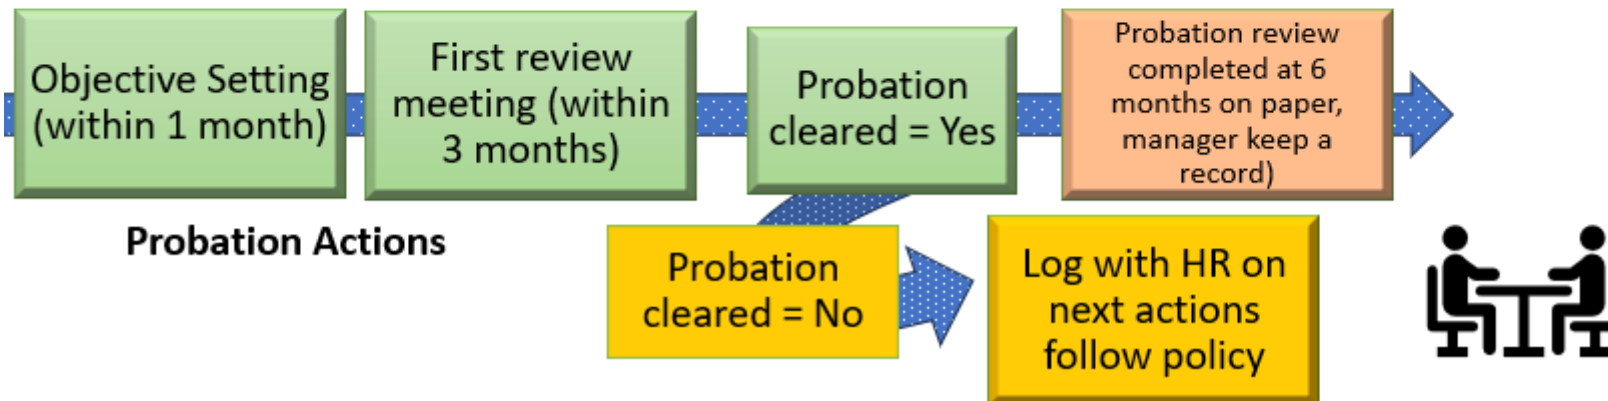 Objective Setting
(within 1 month)
First review
meeting (within
3 months)
Probation
cleared = Yes
Probation review
completed at 6
months on paper,
manager keep a
record)
Probation Actions
Probation
cleared = No
Log with HR on
next actions
follow policy